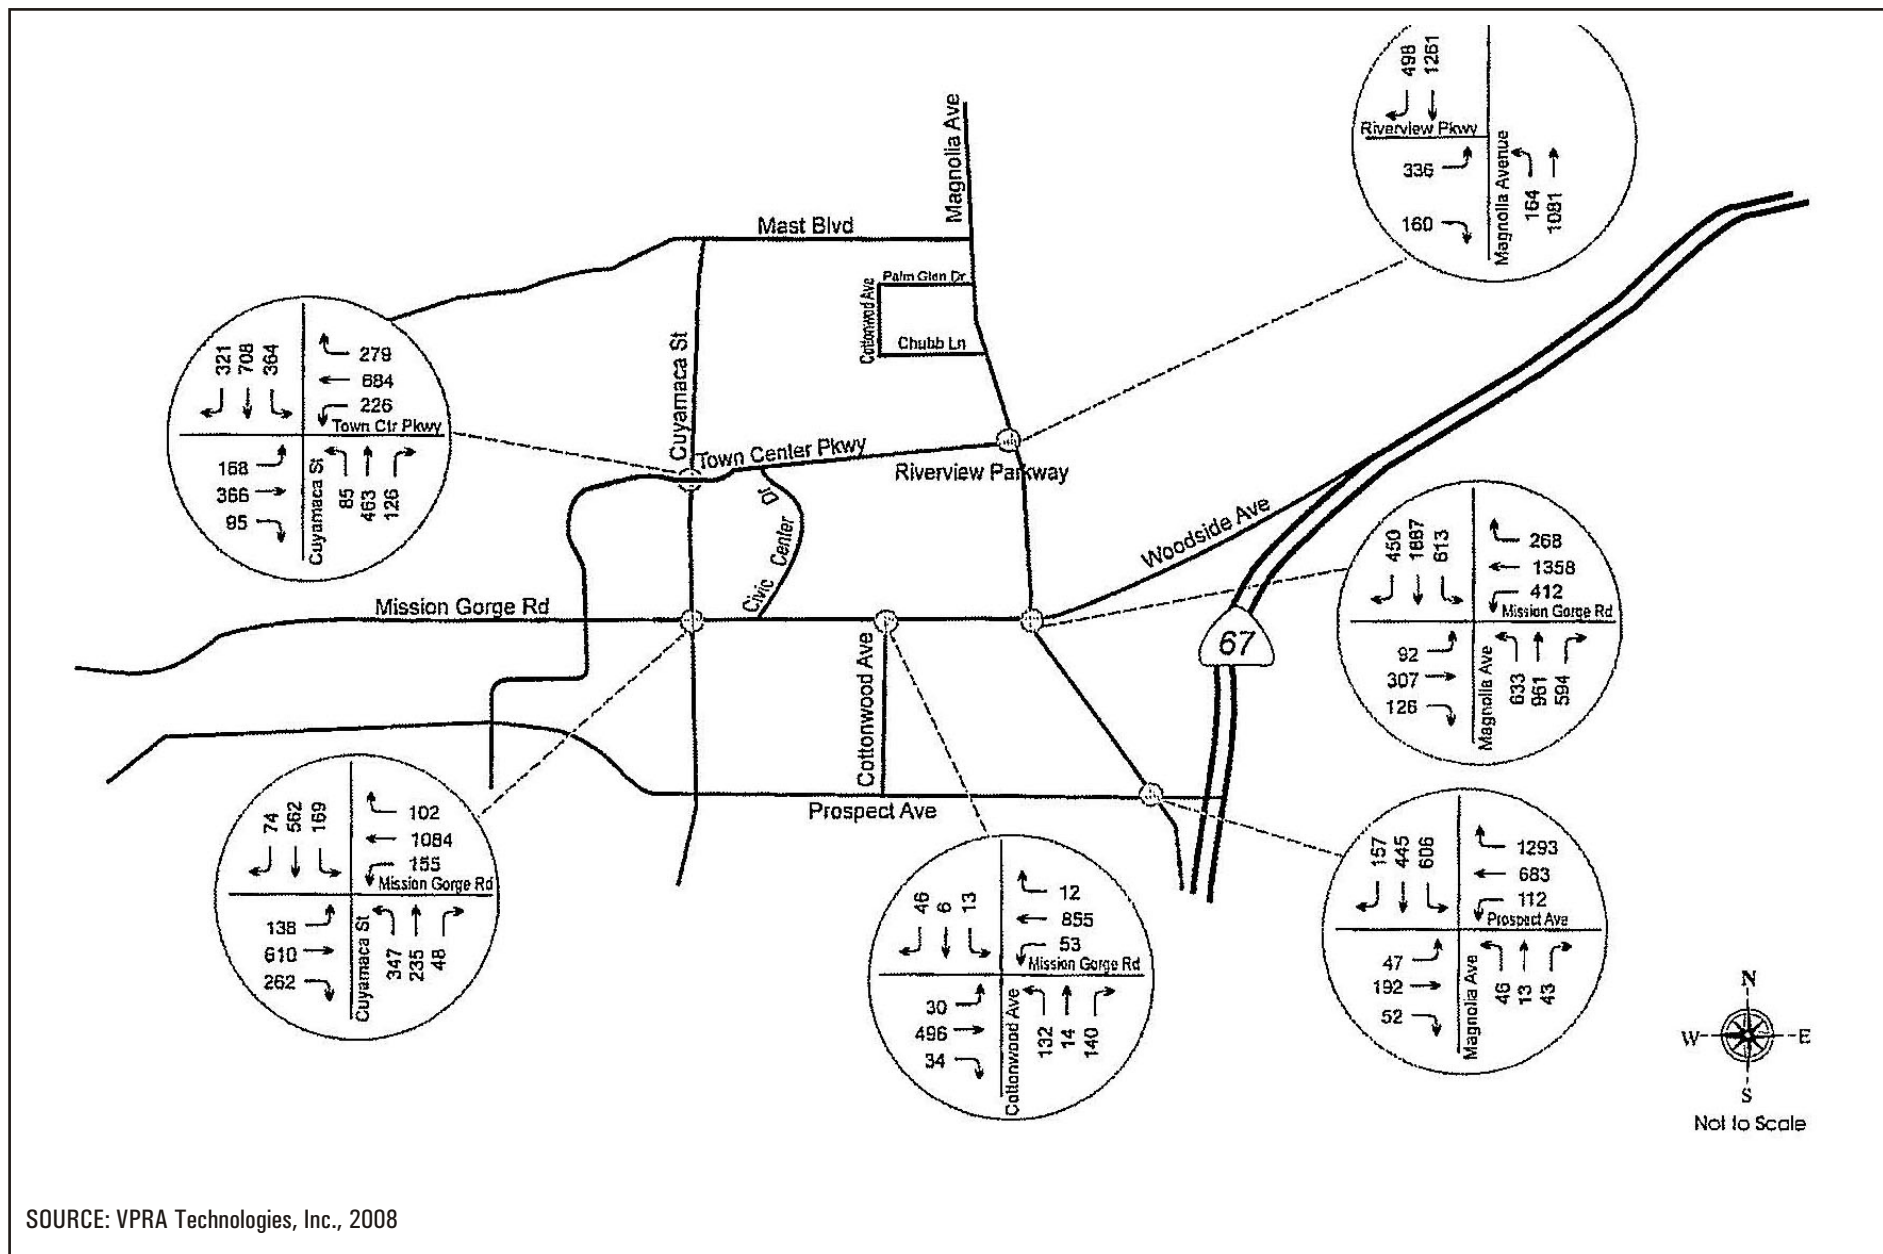 498
1261
Riverview Pkwy
336
160
Magnolia Avenue
164
1081
Magnolia Ave
Mast Blvd
Palm Glen Dr
Cottonwood Ave
Chubb Ln
Cuyamaca St
321
708
364
279
684
226
Town Ctr Pkwy
168
366
95
Cuyamaca St
85
463
126
Town Center Pkwy
Riverview Parkway
Civic Center Dr
Woodside Ave
Mission Gorge Rd
67
450
1887
613
268
1358
412
Mission Gorge Rd
92
307
126
Magnolia Ave
633
961
594
Cottonwood Ave
Prospect Ave
74
562
169
102
1084
155
Mission Gorge Rd
138
610
262
Cuyamaca St
347
235
48
46
6
13
12
855
53
Mission Gorge Rd
30
496
34
Cottonwood Ave
132
14
140
157
445
606
1293
683
112
Prospect Ave
47
192
52
Magnolia Ave
46
13
43
N
W
E
S
Not to Scale
SOURCE: VPRA Technologies, Inc., 2008